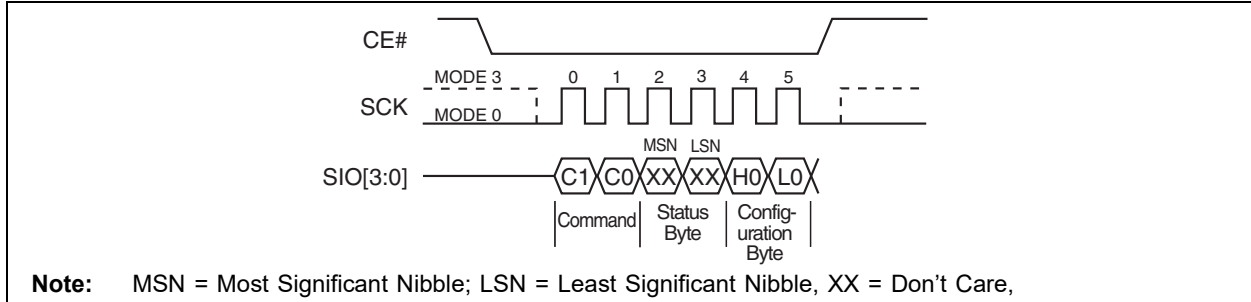 CE#
MODE 3 0 1 2 3 4 5
SCK
MODE 0
MSN LSN
SIO[3:0] C1 C0 XX XX H0 L0
Command Status Byte Config-uration Byte
Note: MSN = Most Significant Nibble; LSN = Least Significant Nibble, XX = Don't Care,